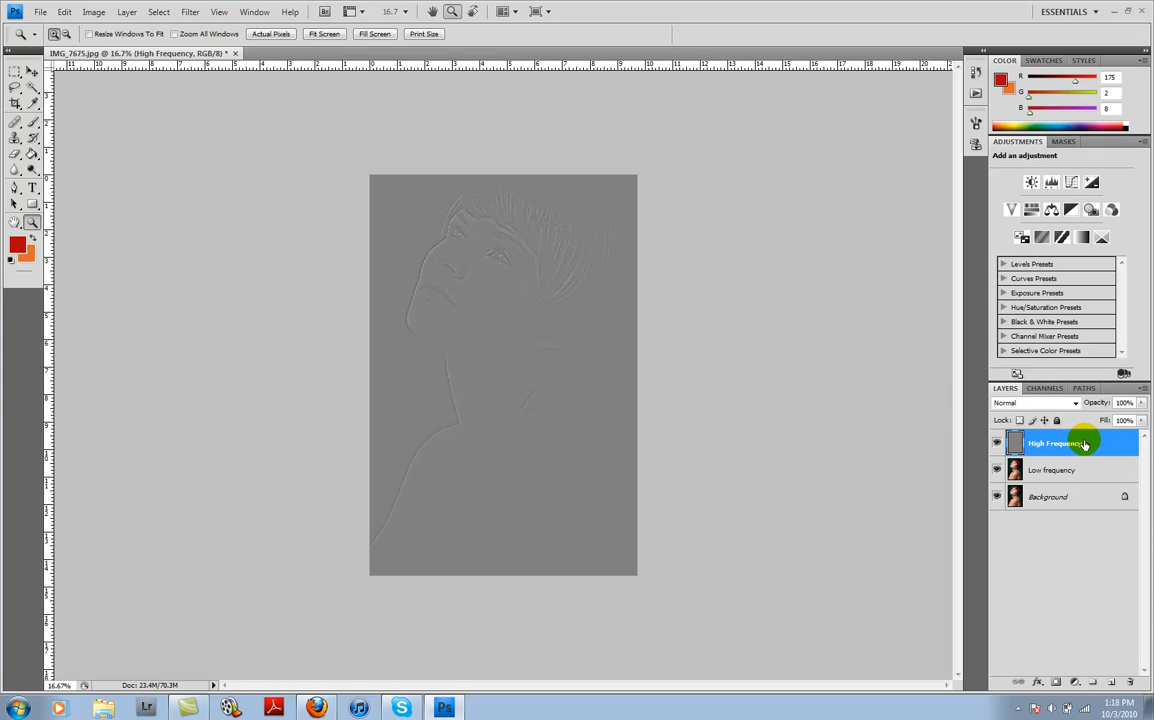 Ps File Edit Image Layer Select Analysis View Window Help Br 16.7 ESSENTIALS
Resize Windows To Fit Zoom All Windows Actual Pixels Fit Screen Fill Screen Print Size
IMG_7675.jpg @ 16.7% (High Frequency, RGB/8) *
COLOR SWATCHES STYLES
R 175
G 2
B 8
ADJUSTMENTS MASKS
Add an adjustment
Levels Presets
Curves Presets
Exposure Presets
Hue/Saturation Presets
Black & White Presets
Channel Mixer Presets
Selective Color Presets
LAYERS CHANNELS PATHS
Normal Opacity: 100%
Lock: Fill: 100%
High Frequency
Low frequency
Background
16.67% Doc: 23.4M/70.3M
Lr Ps
1:18 PM
10/3/2010